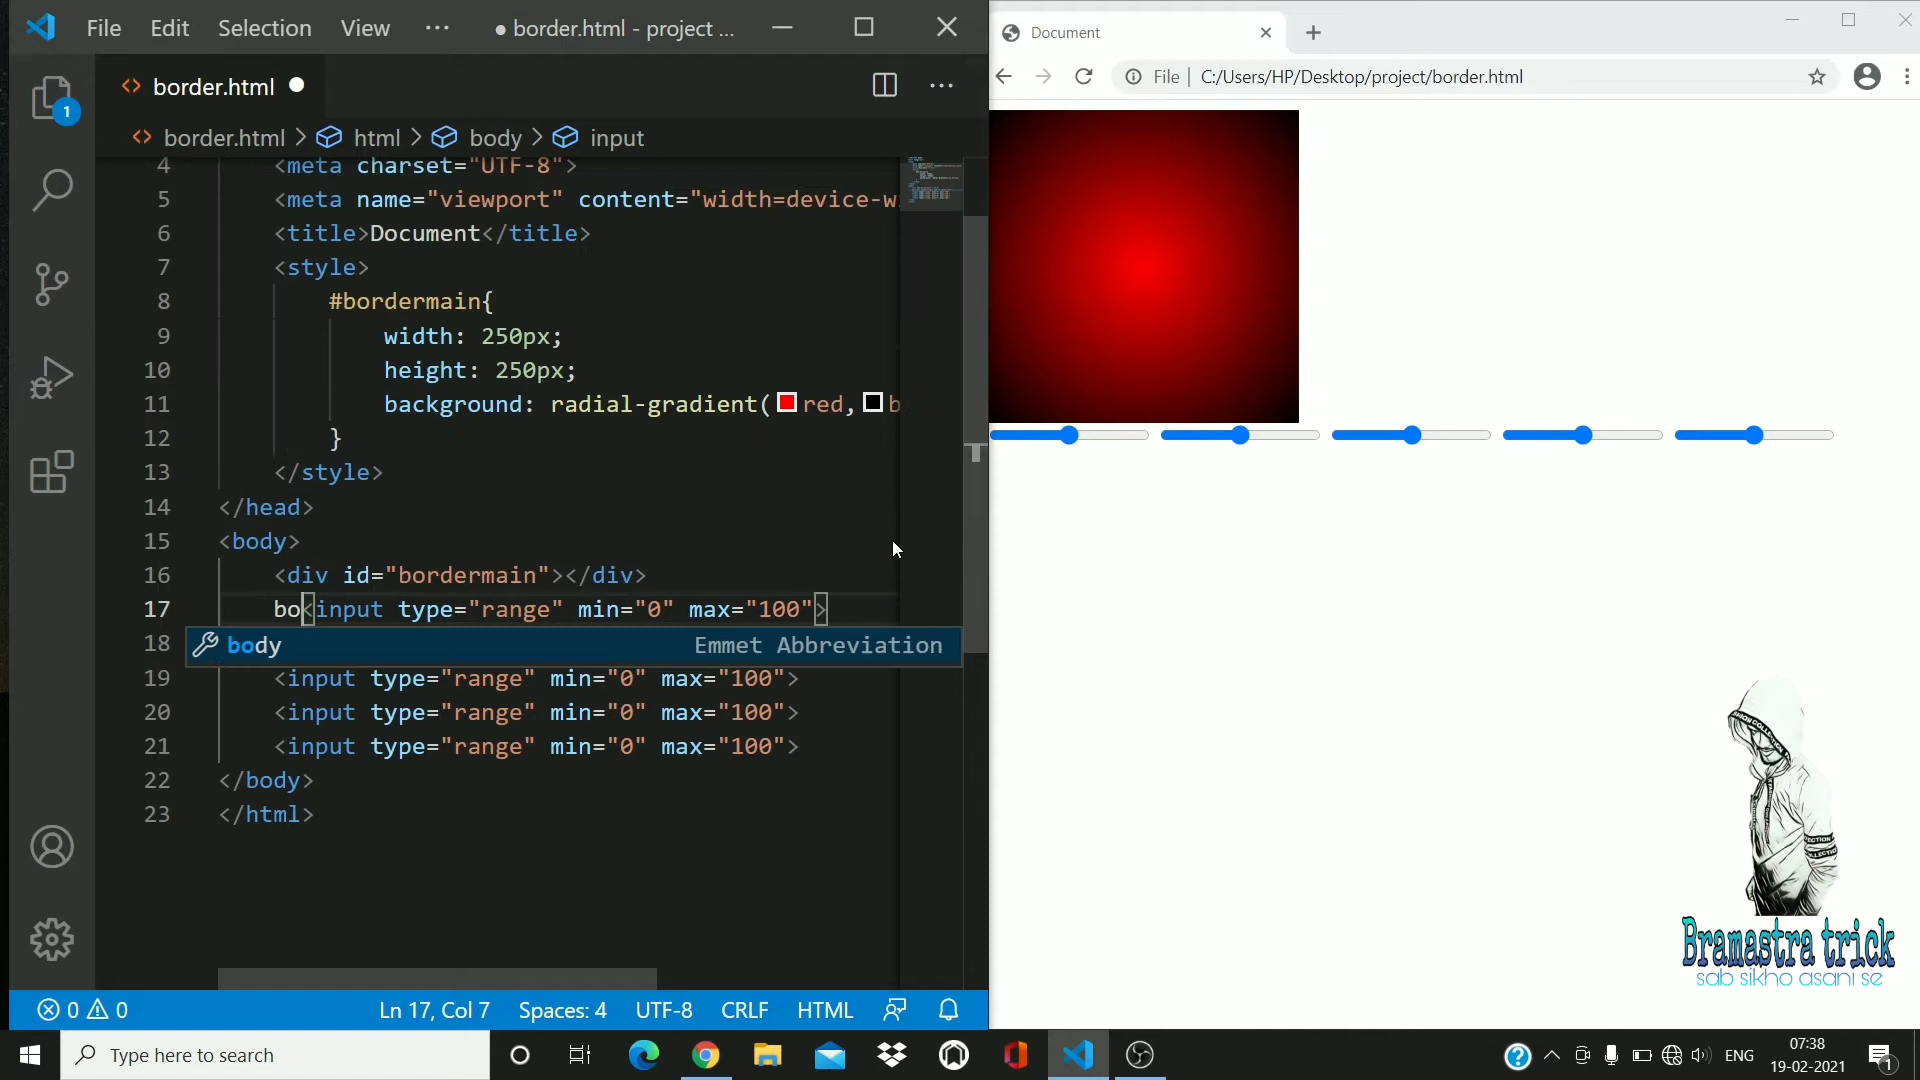 File Edit Selection View ··· ● border.html - project ...
border.html
border.html > html > body > input
4 <meta charset="UTF-8">
5 <meta name="viewport" content="width=device-w
6 <title>Document</title>
7 <style>
8 #bordermain{
9 width: 250px;
10 height: 250px;
11 background: radial-gradient(red, b
12 }
13 </style>
14 </head>
15 <body>
16 <div id="bordermain"></div>
17 bo<input type="range" min="0" max="100">
18 body Emmet Abbreviation
19 <input type="range" min="0" max="100">
20 <input type="range" min="0" max="100">
21 <input type="range" min="0" max="100">
22 </body>
23 </html>
1
0 0 Ln 17, Col 7 Spaces: 4 UTF-8 CRLF HTML
Document
File | C:/Users/HP/Desktop/project/border.html
Bramastra trick
sab sikho asani se
Type here to search
ENG
07:38
19-02-2021
1